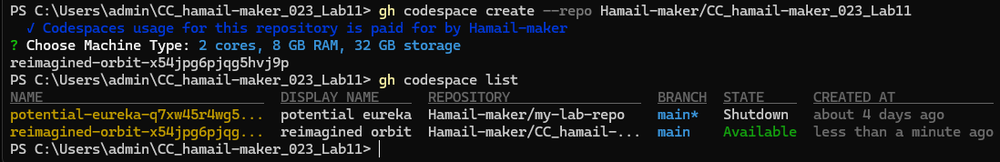 PS C:\Users\admin\CC_hamail-maker_023_Lab11> gh codespace create --repo Hamail-maker/CC_hamail-maker_023_Lab11
✓ Codespaces usage for this repository is paid for by Hamail-maker
? Choose Machine Type: 2 cores, 8 GB RAM, 32 GB storage
reimagined-orbit-x54jpg6pjqg5hvj9p
PS C:\Users\admin\CC_hamail-maker_023_Lab11> gh codespace list
NAME DISPLAY NAME REPOSITORY BRANCH STATE CREATED AT
potential-eureka-q7xw45r4wg5... potential eureka Hamail-maker/my-lab-repo main* Shutdown about 4 days ago
reimagined-orbit-x54jpg6pjqg... reimagined orbit Hamail-maker/CC_hamail-... main Available less than a minute ago
PS C:\Users\admin\CC_hamail-maker_023_Lab11>